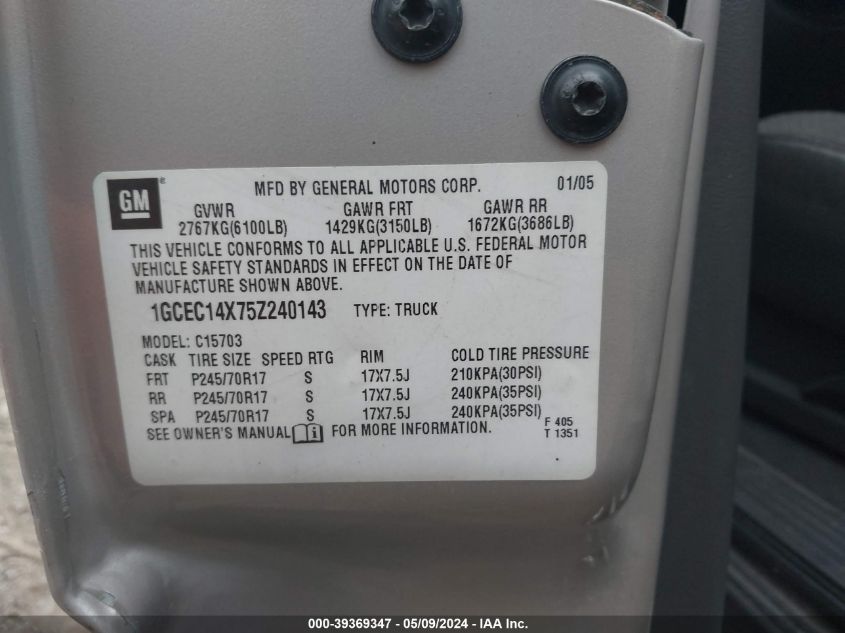 GM
MFD BY GENERAL MOTORS CORP. 01/05
GVWR GAWR FRT GAWR RR
2767KG(6100LB) 1429KG(3150LB) 1672KG(3686LB)
THIS VEHICLE CONFORMS TO ALL APPLICABLE U.S. FEDERAL MOTOR
VEHICLE SAFETY STANDARDS IN EFFECT ON THE DATE OF
MANUFACTURE SHOWN ABOVE.
1GCEC14X75Z240143 TYPE: TRUCK
MODEL: C15703
CASK TIRE SIZE SPEED RTG RIM COLD TIRE PRESSURE
FRT P245/70R17 S 17X7.5J 210KPA(30PSI)
RR P245/70R17 S 17X7.5J 240KPA(35PSI)
SPA P245/70R17 S 17X7.5J 240KPA(35PSI)
SEE OWNER'S MANUAL i FOR MORE INFORMATION.
F 405
T 1351
000-39369347 - 05/09/2024 - IAA Inc.